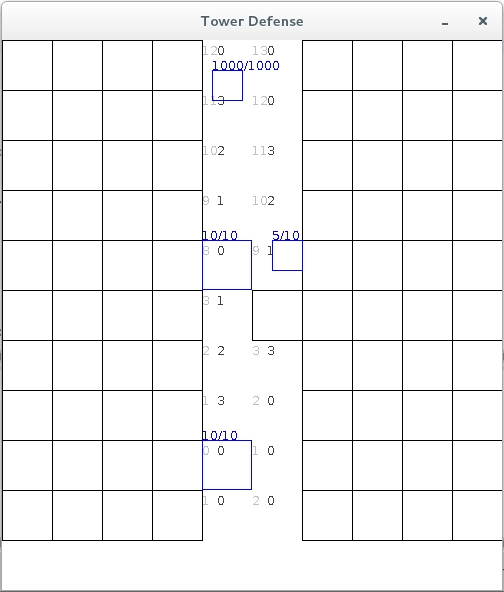 Tower Defense
12 0 13 0
1000/1000
11 3 12 0
10 2 11 3
9 1 10 2
10/10 5/10
8 0 9 1
3 1
2 2 3 3
1 3 2 0
10/10
0 0 1 0
1 0 2 0